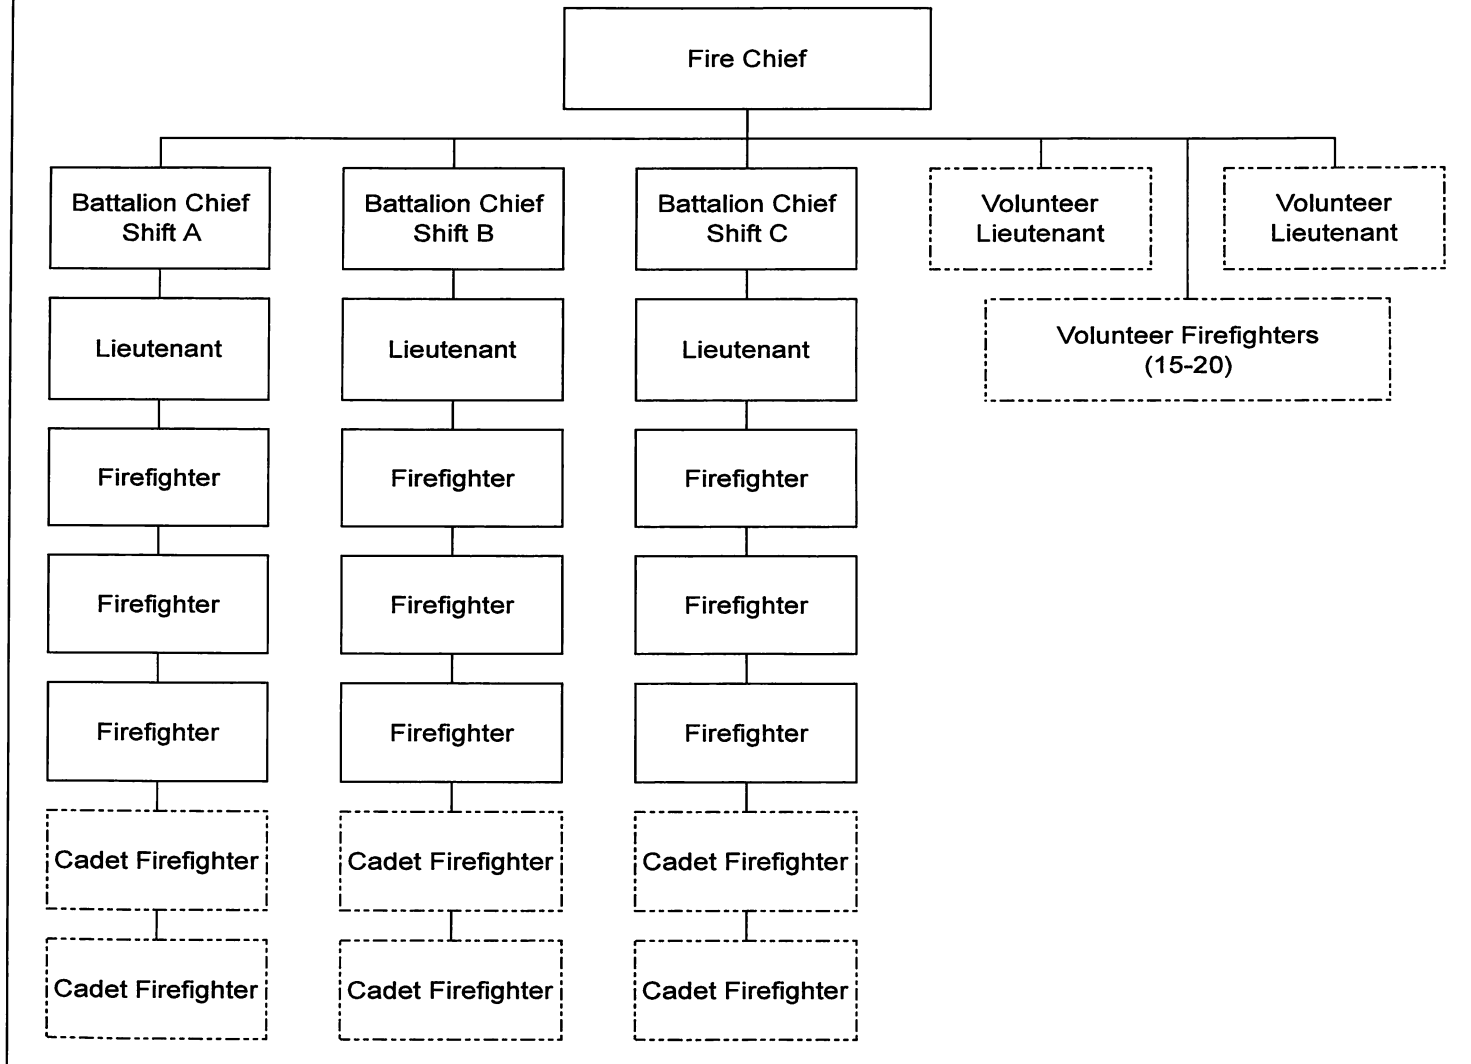 Fire Chief
Battalion Chief
Shift A
Battalion Chief
Shift B
Battalion Chief
Shift C
Volunteer
Lieutenant
Volunteer
Lieutenant
Lieutenant
Lieutenant
Lieutenant
Volunteer Firefighters
(15-20)
Firefighter
Firefighter
Firefighter
Firefighter
Firefighter
Firefighter
Firefighter
Firefighter
Firefighter
Cadet Firefighter
Cadet Firefighter
Cadet Firefighter
Cadet Firefighter
Cadet Firefighter
Cadet Firefighter